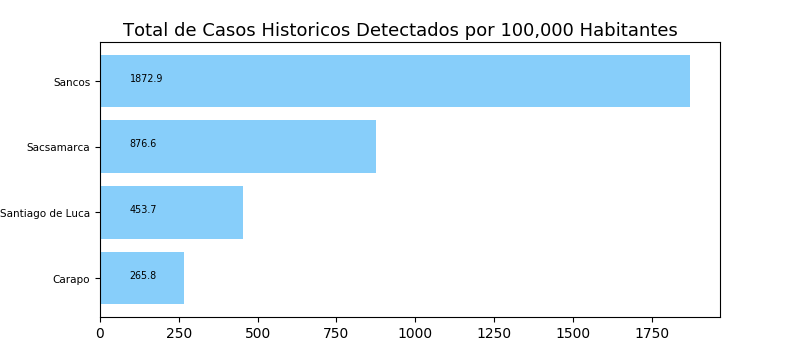 Total de Casos Historicos Detectados por 100,000 Habitantes
Sancos 1872.9
Sacsamarca 876.6
Santiago de Luca 453.7
Carapo 265.8
0 250 500 750 1000 1250 1500 1750